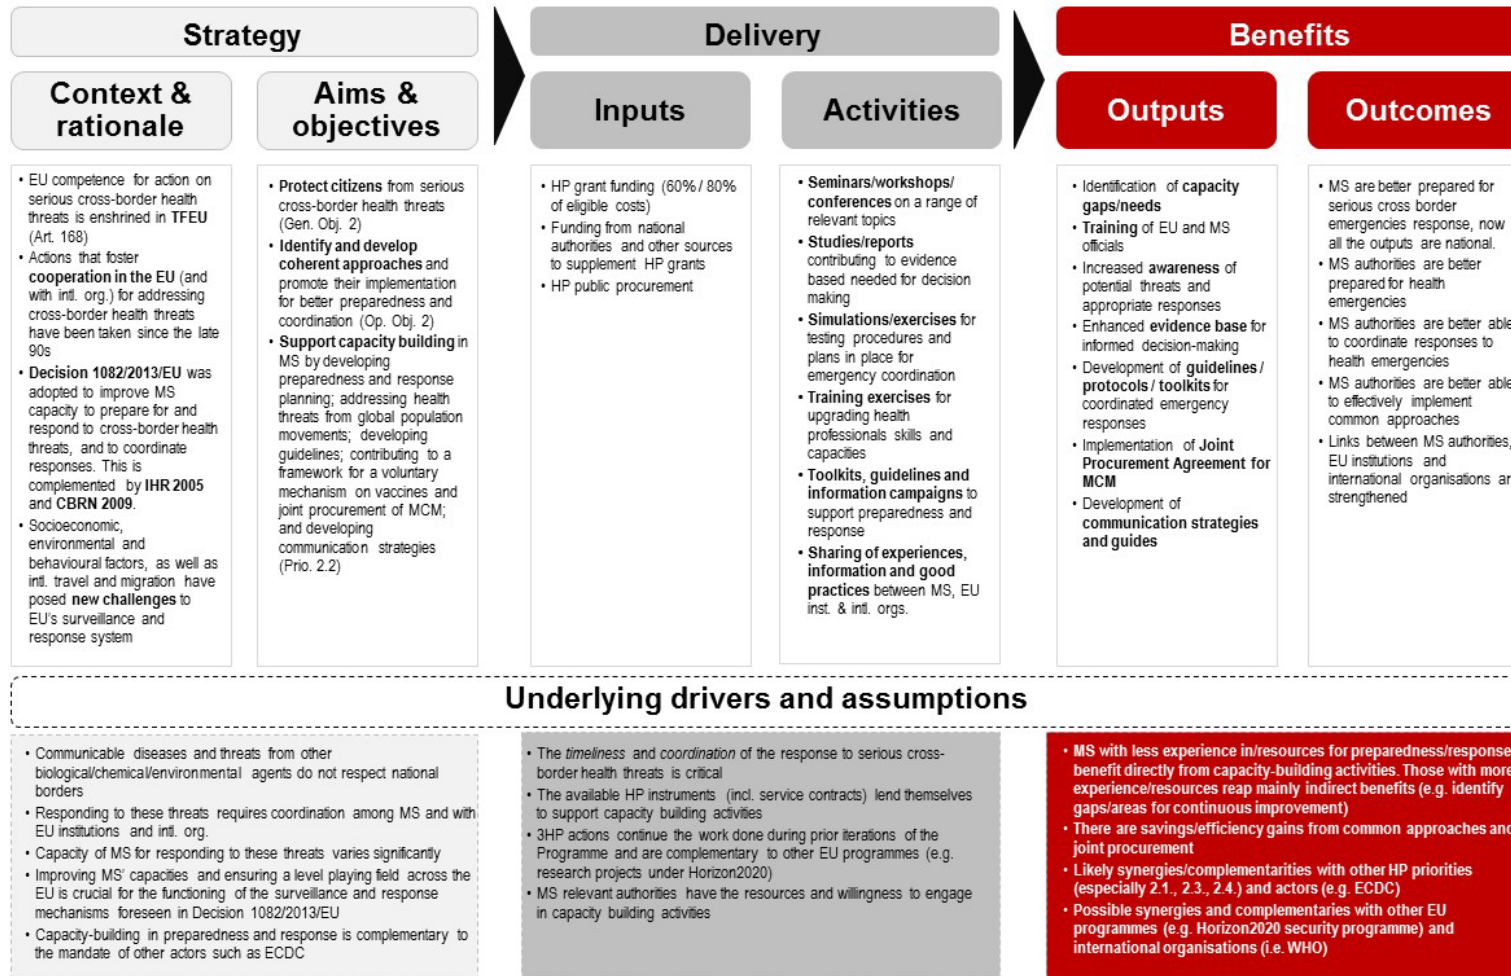 Strategy
Delivery
Benefits
Context &
rationale
Aims &
objectives
Inputs
Activities
Outputs
Outcomes
• EU competence for action on
serious cross-border health
threats is enshrined in TFEU
(Art. 168)
• Actions that foster
cooperation in the EU (and
with intl. org.) for addressing
cross-border health threats
have been taken since the late
90s
• Decision 1082/2013/EU was
adopted to improve MS
capacity to prepare for and
respond to cross-border health
threats, and to coordinate
responses. This is
complemented by IHR 2005
and CBRN 2009.
• Socioeconomic,
environmental and
behavioural factors, as well as
intl. travel and migration have
posed new challenges to
EU's surveillance and
response system
• Protect citizens from serious
cross-border health threats
(Gen. Obj. 2)
• Identify and develop
coherent approaches and
promote their implementation
for better preparedness and
coordination (Op. Obj. 2)
• Support capacity building in
MS by developing
preparedness and response
planning; addressing health
threats from global population
movements; developing
guidelines; contributing to a
framework for a voluntary
mechanism on vaccines and
joint procurement of MCM;
and developing
communication strategies
(Prio. 2.2)
• HP grant funding (60% / 80%
of eligible costs)
• Funding from national
authorities and other sources
to supplement HP grants
• HP public procurement
• Seminars/workshops/
conferences on a range of
relevant topics
• Studies/reports
contributing to evidence
based needed for decision
making
• Simulations/exercises for
testing procedures and
plans in place for
emergency coordination
• Training exercises for
upgrading health
professionals skills and
capacities
• Toolkits, guidelines and
information campaigns to
support preparedness and
response
• Sharing of experiences,
information and good
practices between MS, EU
inst. & intl. orgs.
• Identification of capacity
gaps/needs
• Training of EU and MS
officials
• Increased awareness of
potential threats and
appropriate responses
• Enhanced evidence base for
informed decision-making
• Development of guidelines /
protocols / toolkits for
coordinated emergency
responses
• Implementation of Joint
Procurement Agreement for
MCM
• Development of
communication strategies
and guides
• MS are better prepared for
serious cross border
emergencies response, now
all the outputs are national.
• MS authorities are better
prepared for health
emergencies
• MS authorities are better able
to coordinate responses to
health emergencies
• MS authorities are better able
to effectively implement
common approaches
• Links between MS authorities,
EU institutions and
international organisations ar
strengthened
Underlying drivers and assumptions
• Communicable diseases and threats from other
biological/chemical/environmental agents do not respect national
borders
• Responding to these threats requires coordination among MS and with
EU institutions and intl. org.
• Capacity of MS for responding to these threats varies significantly
• Improving MS' capacities and ensuring a level playing field across the
EU is crucial for the functioning of the surveillance and response
mechanisms foreseen in Decision 1082/2013/EU
• Capacity-building in preparedness and response is complementary to
the mandate of other actors such as ECDC
• The timeliness and coordination of the response to serious cross-
border health threats is critical
• The available HP instruments (incl. service contracts) lend themselves
to support capacity building activities
• 3HP actions continue the work done during prior iterations of the
Programme and are complementary to other EU programmes (e.g.
research projects under Horizon2020)
• MS relevant authorities have the resources and willingness to engage
in capacity building activities
• MS with less experience in/resources for preparedness/response
benefit directly from capacity-building activities. Those with more
experience/resources reap mainly indirect benefits (e.g. identify
gaps/areas for continuous improvement)
• There are savings/efficiency gains from common approaches and
joint procurement
• Likely synergies/complementarities with other HP priorities
(especially 2.1., 2.3., 2.4.) and actors (e.g. ECDC)
• Possible synergies and complementaries with other EU
programmes (e.g. Horizon2020 security programme) and
international organisations (i.e. WHO)